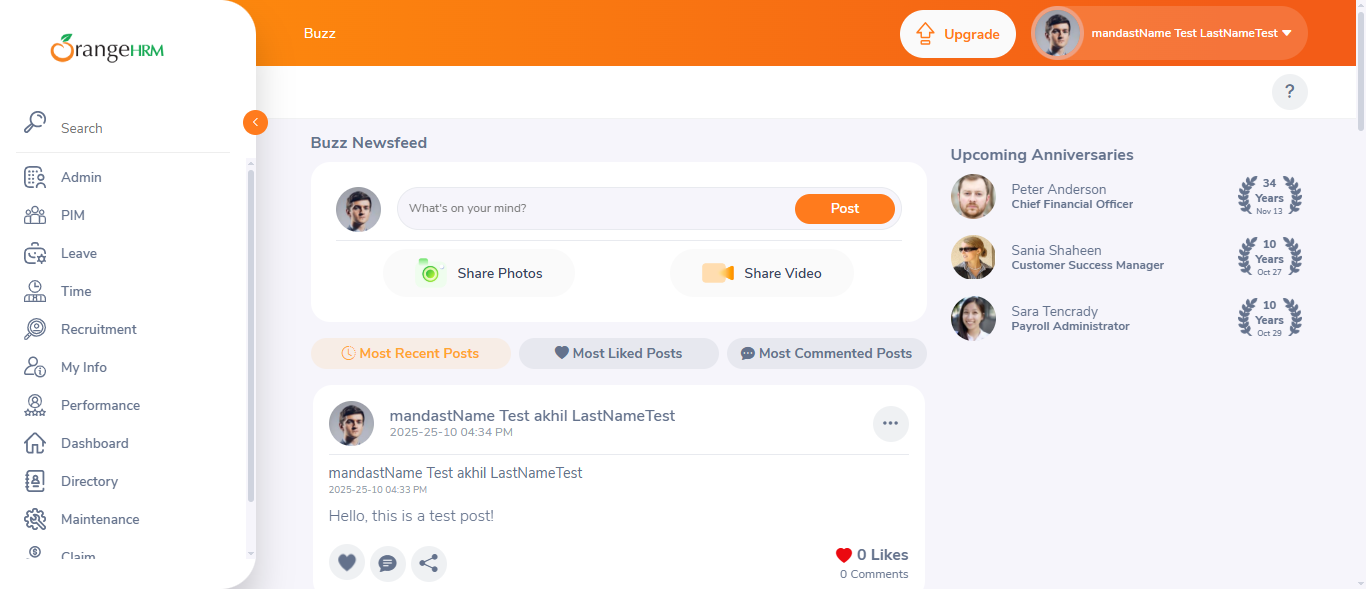 OrangeHRM
Search
Admin
PIM
Leave
Time
Recruitment
My Info
Performance
Dashboard
Directory
Maintenance
Claim
Buzz
Upgrade
mandastName Test LastNameTest
?
Buzz Newsfeed
What's on your mind?
Post
Share Photos
Share Video
Most Recent Posts
Most Liked Posts
Most Commented Posts
mandastName Test akhil LastNameTest
2025-25-10 04:34 PM
mandastName Test akhil LastNameTest
2025-25-10 04:33 PM
Hello, this is a test post!
0 Likes
0 Comments
Upcoming Anniversaries
Peter Anderson
Chief Financial Officer
34
Years
Nov 13
Sania Shaheen
Customer Success Manager
10
Years
Oct 27
Sara Tencrady
Payroll Administrator
10
Years
Oct 29